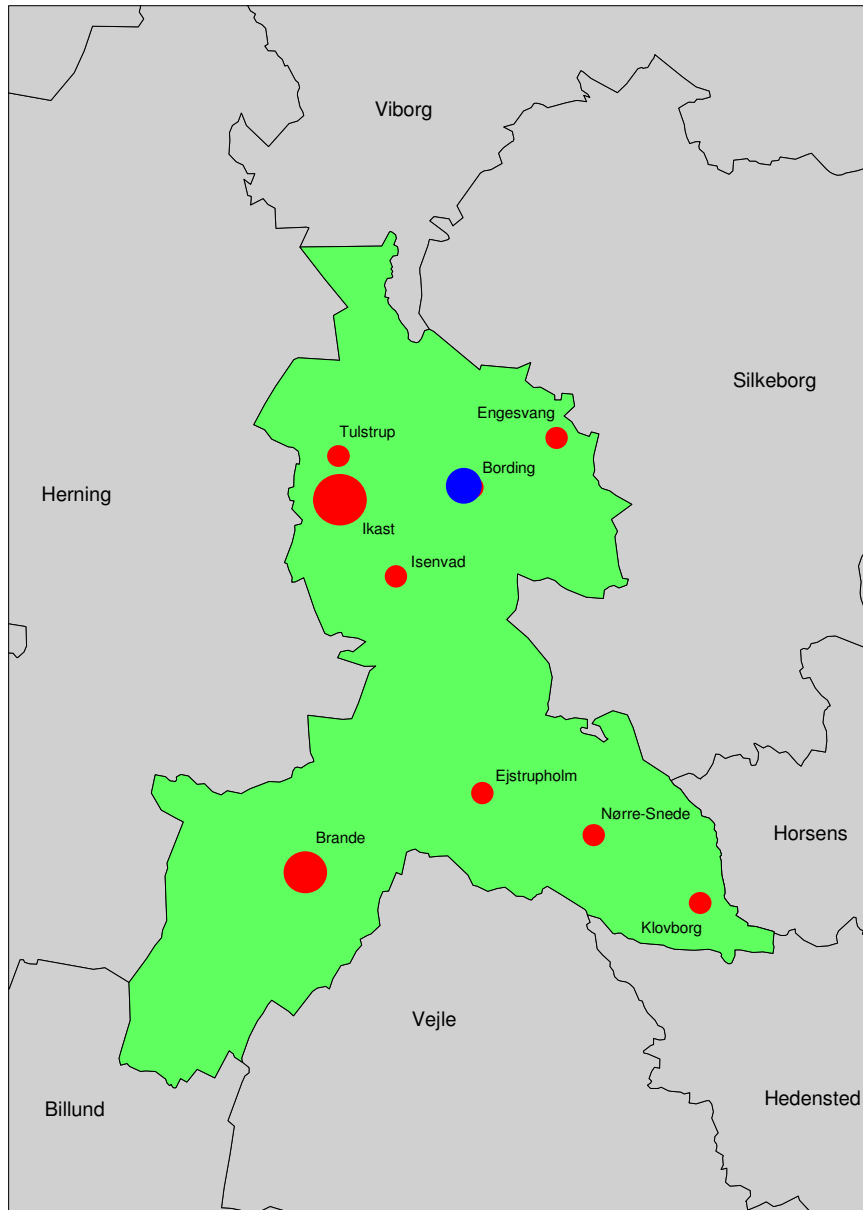 Viborg
Silkeborg
Engesvang
Tulstrup
Bording
Herning
Ikast
Isenvad
Ejstrupholm
Nørre-Snede
Horsens
Brande
Klovborg
Vejle
Hedensted
Billund